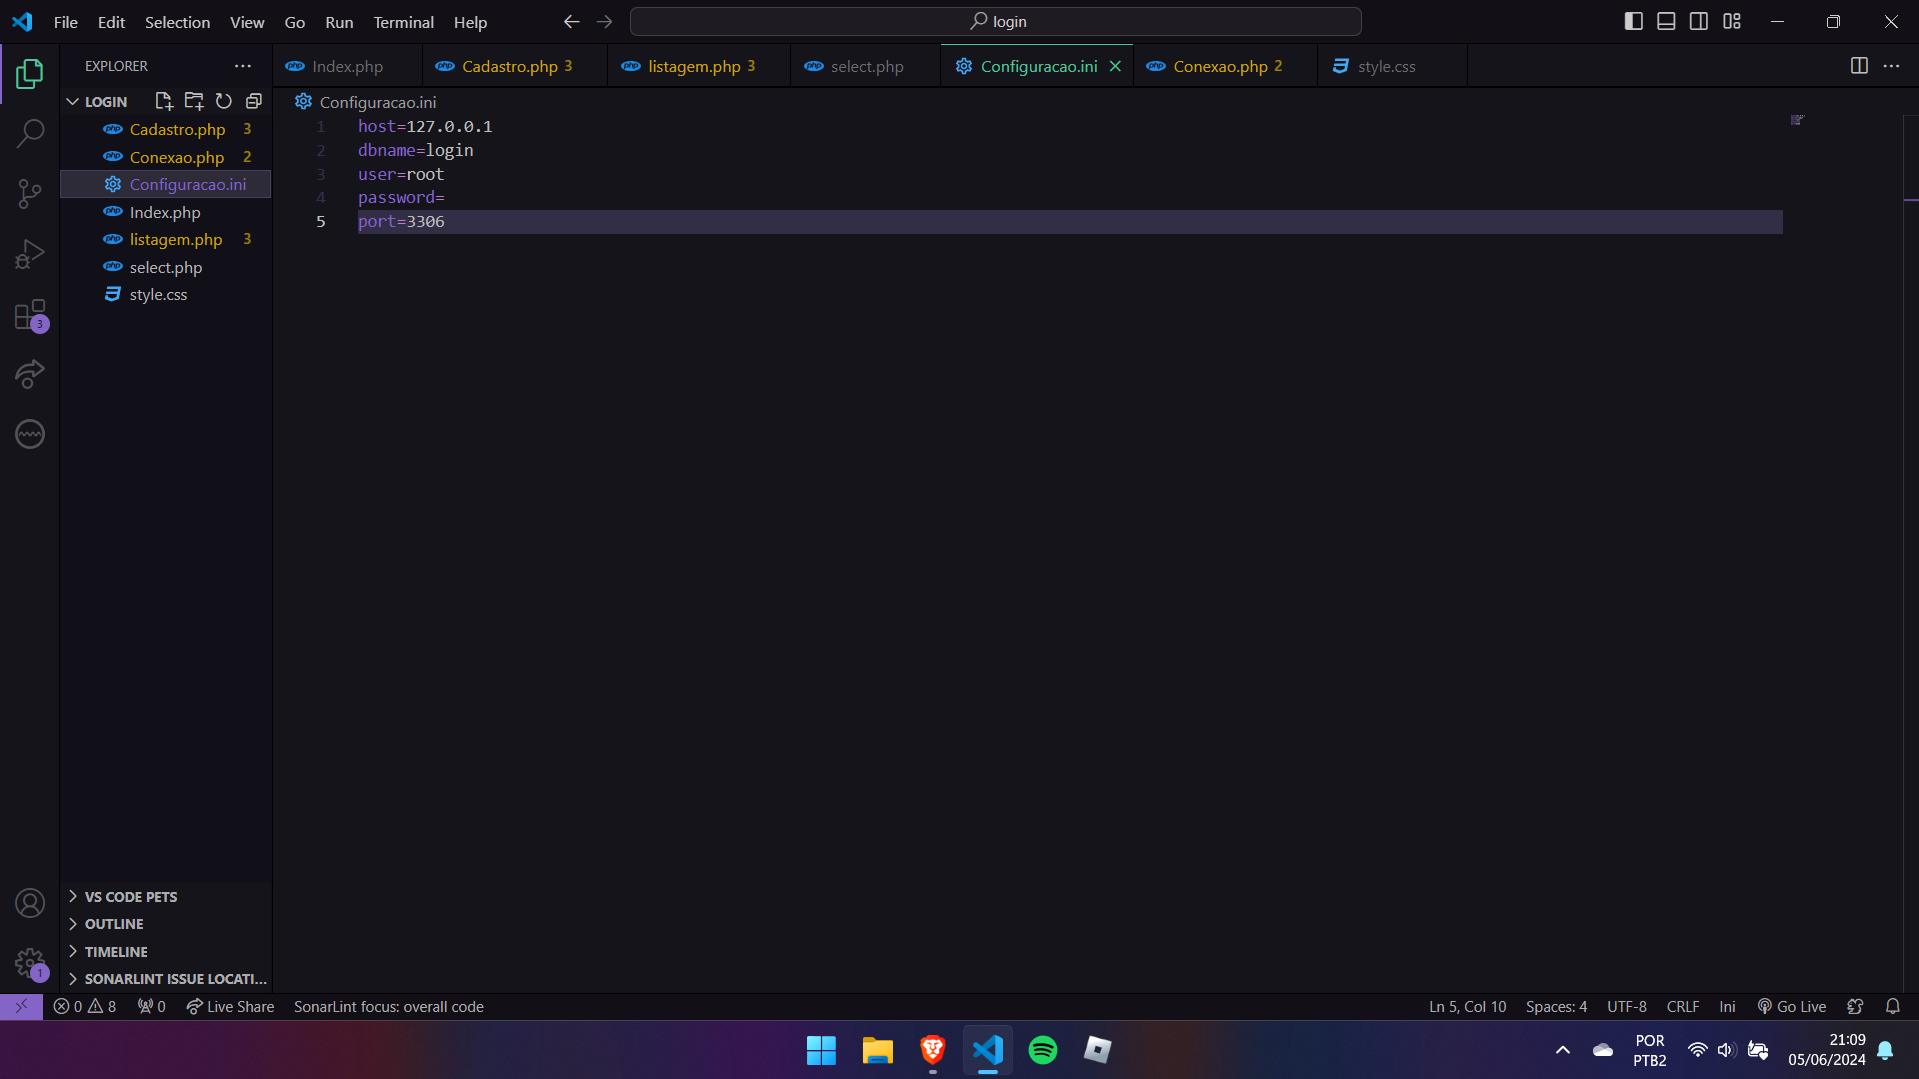 File Edit Selection View Go Run Terminal Help
login
EXPLORER
Index.php
Cadastro.php 3
listagem.php 3
select.php
Configuracao.ini
Conexao.php 2
style.css
LOGIN
Cadastro.php 3
Conexao.php 2
Configuracao.ini
Index.php
listagem.php 3
select.php
style.css
Configuracao.ini
1 host=127.0.0.1
2 dbname=login
3 user=root
4 password=
5 port=3306
3
VS CODE PETS
OUTLINE
TIMELINE
SONARLINT ISSUE LOCATI...
1
0 8 0 Live Share SonarLint focus: overall code
Ln 5, Col 10 Spaces: 4 UTF-8 CRLF Ini Go Live
POR
PTB2
21:09
05/06/2024